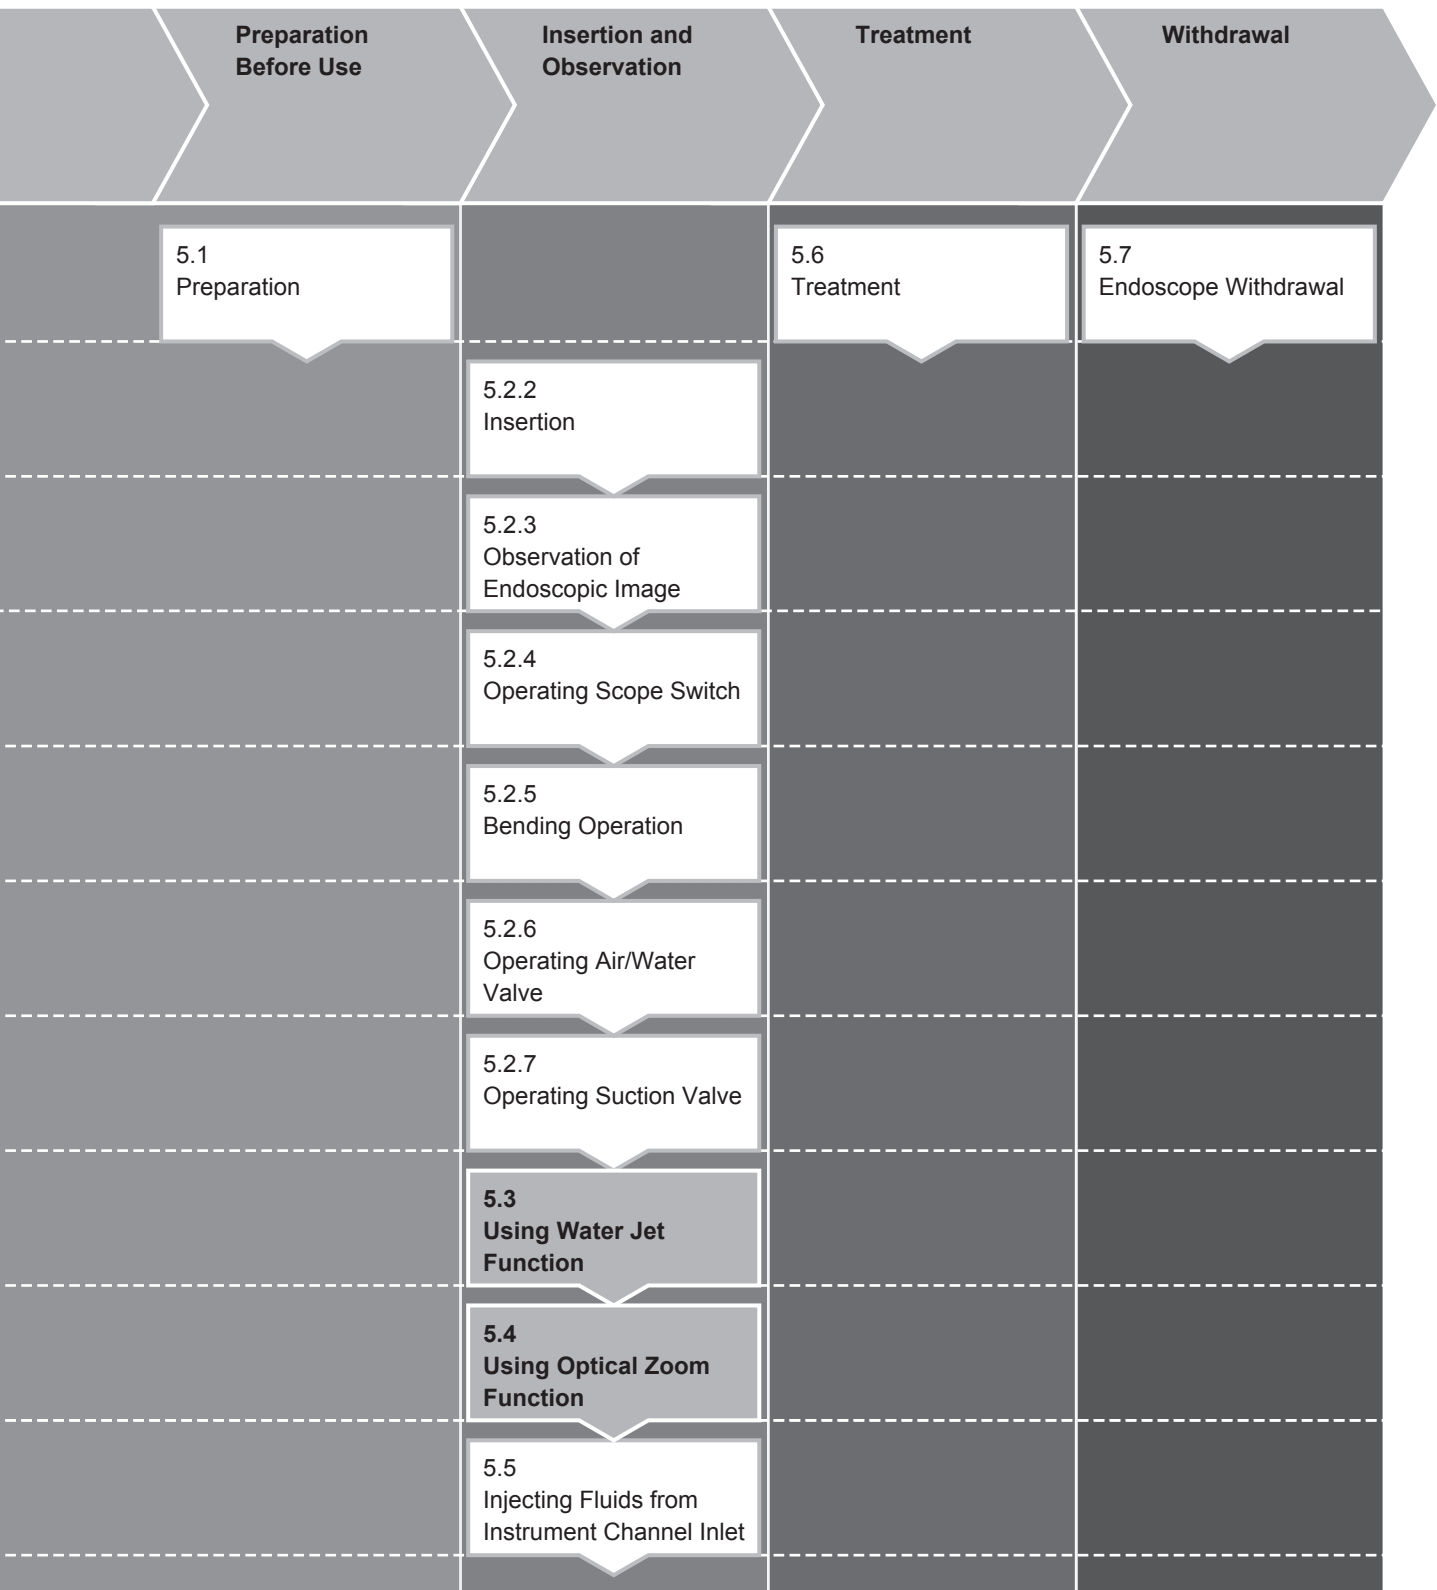 Preparation
Before Use
Insertion and
Observation
Treatment
Withdrawal
5.1
Preparation
5.6
Treatment
5.7
Endoscope Withdrawal
5.2.2
Insertion
5.2.3
Observation of
Endoscopic Image
5.2.4
Operating Scope Switch
5.2.5
Bending Operation
5.2.6
Operating Air/Water
Valve
5.2.7
Operating Suction Valve
5.3
Using Water Jet
Function
5.4
Using Optical Zoom
Function
5.5
Injecting Fluids from
Instrument Channel Inlet